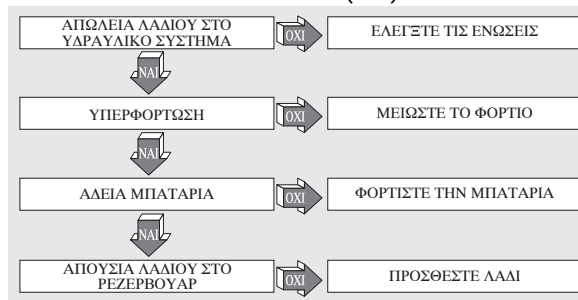 ΑΠΩΛΕΙΑ ΛΑΔΙΟΥ ΣΤΟ
ΥΔΡΑΥΛΙΚΟ ΣΥΣΤΗΜΑ
ΟΧΙ
ΕΛΕΓΞΤΕ ΤΙΣ ΕΝΩΣΕΙΣ
ΝΑΙ
ΥΠΕΡΦΟΡΤΩΣΗ
ΟΧΙ
ΜΕΙΩΣΤΕ ΤΟ ΦΟΡΤΙΟ
ΝΑΙ
ΑΔΕΙΑ ΜΠΑΤΑΡΙΑ
ΟΧΙ
ΦΟΡΤΙΣΤΕ ΤΗΝ ΜΠΑΤΑΡΙΑ
ΝΑΙ
ΑΠΟΥΣΙΑ ΛΑΔΙΟΥ ΣΤΟ
ΡΕΖΕΡΒΟΥΑΡ
ΟΧΙ
ΠΡΟΣΘΕΣΤΕ ΛΑΔΙ